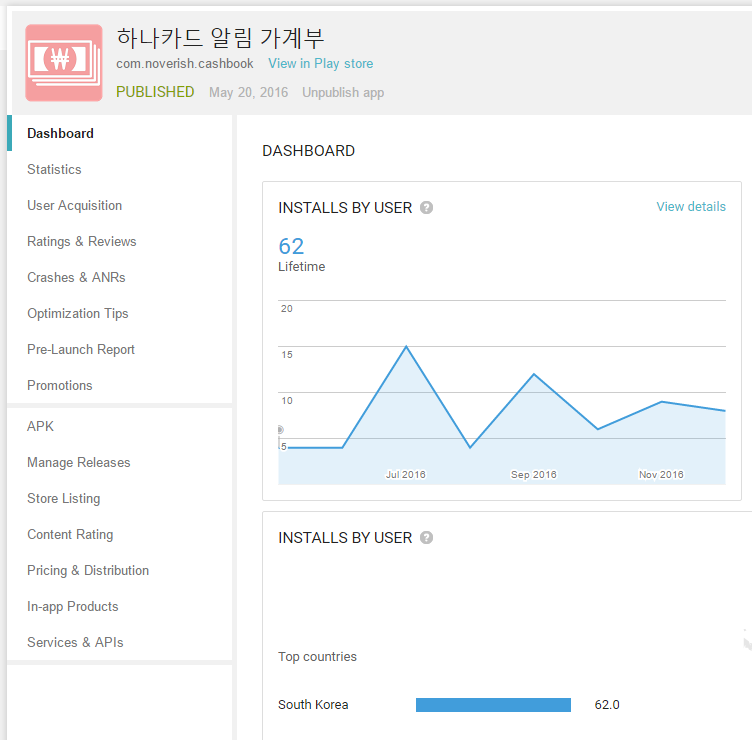 하나카드 알림 가계부
com.noverish.cashbook View in Play store
PUBLISHED May 20, 2016 Unpublish app
Dashboard
Statistics
User Acquisition
Ratings & Reviews
Crashes & ANRs
Optimization Tips
Pre-Launch Report
Promotions
APK
Manage Releases
Store Listing
Content Rating
Pricing & Distribution
In-app Products
Services & APIs
DASHBOARD
INSTALLS BY USER ? View details
62
Lifetime
20
15
10
5
Jul 2016 Sep 2016 Nov 2016
INSTALLS BY USER ?
Top countries
South Korea 62.0